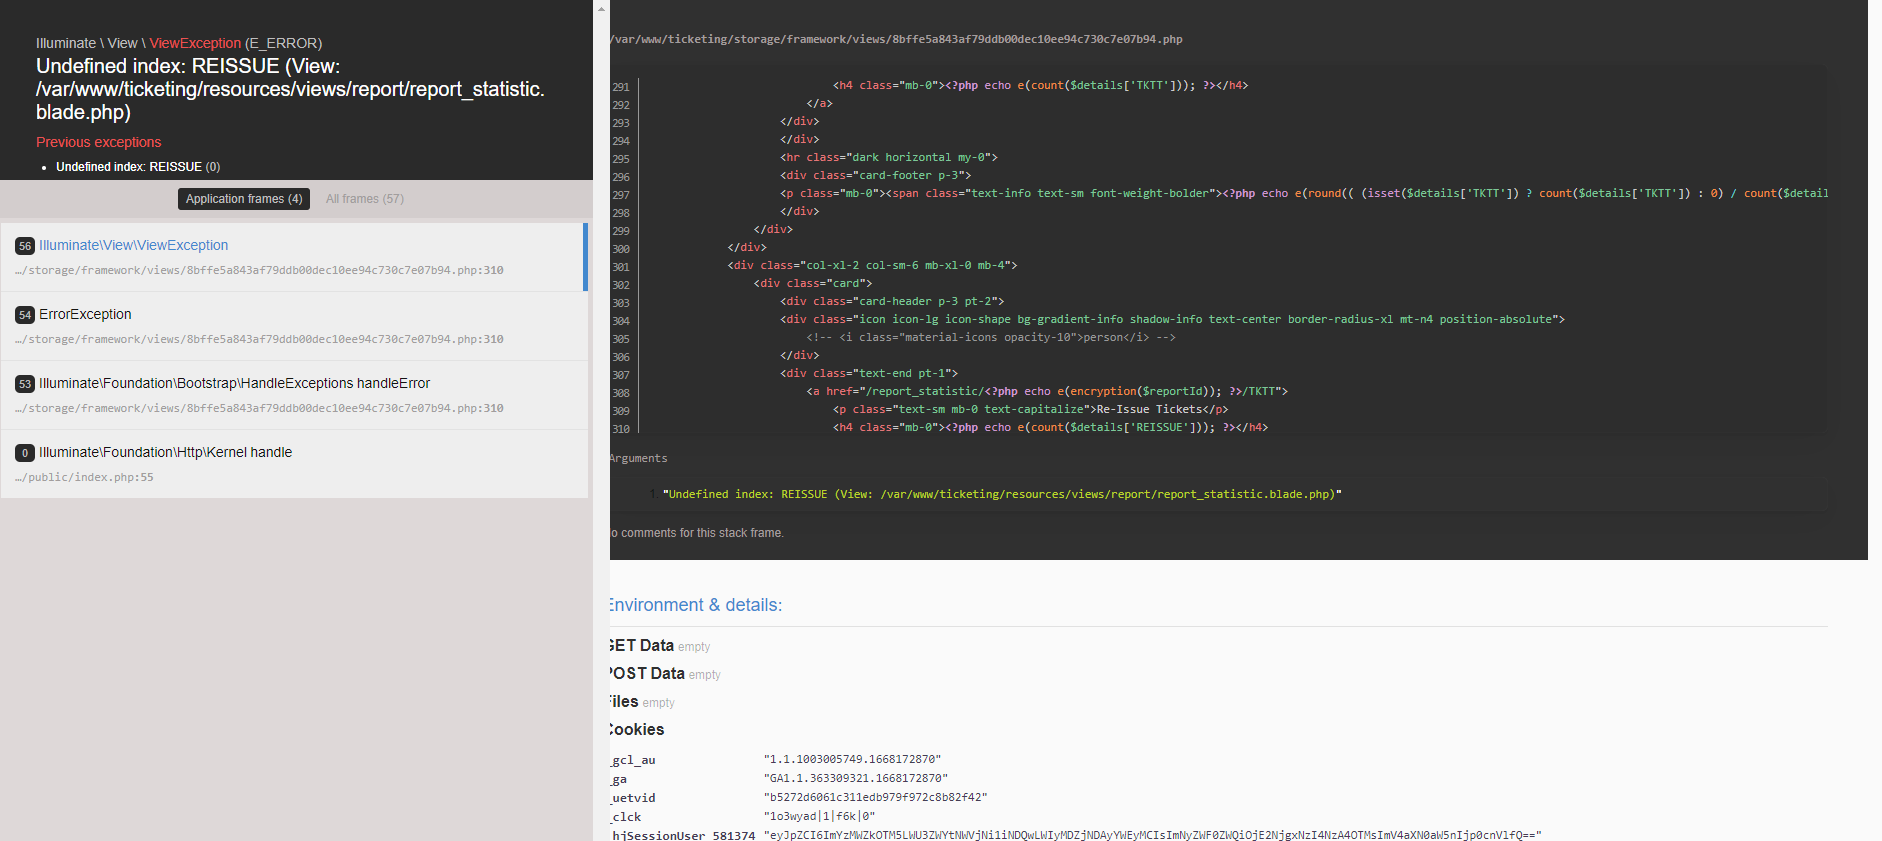 Illuminate \ View \ ViewException (E_ERROR)
Undefined index: REISSUE (View:
/var/www/ticketing/resources/views/report/report_statistic.
blade.php)
Previous exceptions
• Undefined index: REISSUE (0)
Application frames (4) All frames (57)
56 Illuminate\View\ViewException
…/storage/framework/views/8bffe5a843af79ddb00dec10ee94c730c7e07b94.php:310
54 ErrorException
…/storage/framework/views/8bffe5a843af79ddb00dec10ee94c730c7e07b94.php:310
53 Illuminate\Foundation\Bootstrap\HandleExceptions handleError
…/storage/framework/views/8bffe5a843af79ddb00dec10ee94c730c7e07b94.php:310
0 Illuminate\Foundation\Http\Kernel handle
…/public/index.php:55
/var/www/ticketing/storage/framework/views/8bffe5a843af79ddb00dec10ee94c730c7e07b94.php
291 <h4 class="mb-0"><?php echo e(count($details['TKTT'])); ?></h4>
292 </a>
293 </div>
294 </div>
295 <hr class="dark horizontal my-0">
296 <div class="card-footer p-3">
297 <p class="mb-0"><span class="text-info text-sm font-weight-bolder"><?php echo e(round(( (isset($details['TKTT']) ? count($details['TKTT']) : 0) / count($detail
298 </div>
299 </div>
300 </div>
301 <div class="col-xl-2 col-sm-6 mb-xl-0 mb-4">
302 <div class="card">
303 <div class="card-header p-3 pt-2">
304 <div class="icon icon-lg icon-shape bg-gradient-info shadow-info text-center border-radius-xl mt-n4 position-absolute">
305 <!-- <i class="material-icons opacity-10">person</i> -->
306 </div>
307 <div class="text-end pt-1">
308 <a href="/report_statistic/<?php echo e(encryption($reportId)); ?>/TKTT">
309 <p class="text-sm mb-0 text-capitalize">Re-Issue Tickets</p>
310 <h4 class="mb-0"><?php echo e(count($details['REISSUE'])); ?></h4>
Arguments
1 "Undefined index: REISSUE (View: /var/www/ticketing/resources/views/report/report_statistic.blade.php)"
o comments for this stack frame.
Environment & details:
GET Data empty
POST Data empty
Files empty
Cookies
_gcl_au "1.1.1003005749.1668172870"
_ga "GA1.1.363309321.1668172870"
_uetvid "b5272d6061c311edb979f972c8b82f42"
_clck "1o3wyad|1|f6k|0"
_hjSessionUser_581374 "eyJpZCI6ImYzMWZkOTM5LWU3ZWYtNWVjNi1iNDQwLWIyMDZjNDAyYWEyMCIsImNyZWF0ZWQiOjE2NjgxNzI4NzA4OTMsImV4aXN0aW5nIjp0cnVlfQ=="